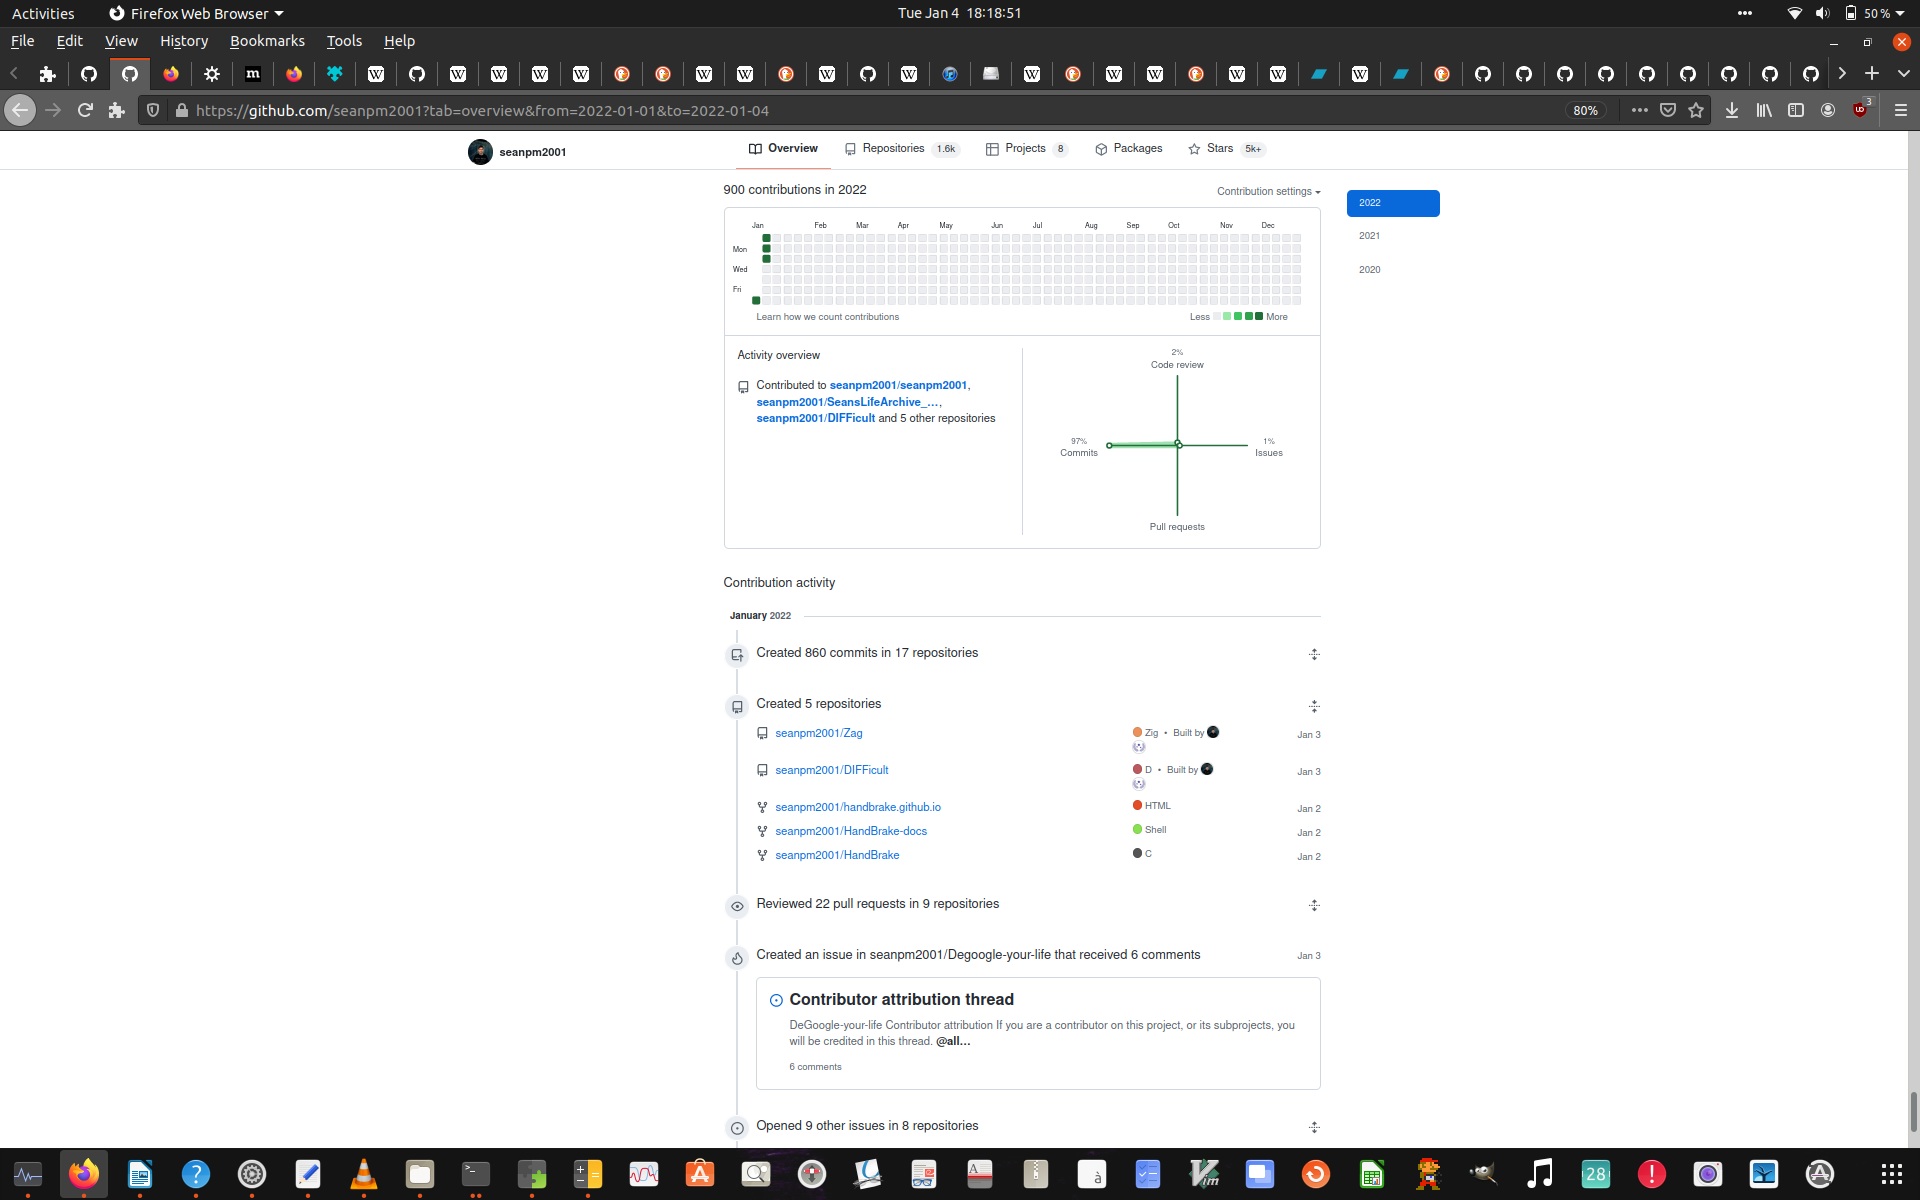 Activities
Firefox Web Browser
Tue Jan 4 18:18:51
50 %
File Edit View History Bookmarks Tools Help
https://github.com/seanpm2001?tab=overview&from=2022-01-01&to=2022-01-04
80%
3
seanpm2001
Overview
Repositories 1.6k
Projects 8
Packages
Stars 5k+
900 contributions in 2022
Contribution settings
2022
2021
2020
Jan Feb Mar Apr May Jun Jul Aug Sep Oct Nov Dec
Mon
Wed
Fri
Learn how we count contributions
Less More
Activity overview
Contributed to seanpm2001/seanpm2001,
seanpm2001/SeansLifeArchive_...,
seanpm2001/DIFFicult and 5 other repositories
2%
Code review
97%
Commits
1%
Issues
Pull requests
Contribution activity
January 2022
Created 860 commits in 17 repositories
Created 5 repositories
seanpm2001/Zag Zig • Built by Jan 3
seanpm2001/DIFFicult D • Built by Jan 3
seanpm2001/handbrake.github.io HTML Jan 2
seanpm2001/HandBrake-docs Shell Jan 2
seanpm2001/HandBrake C Jan 2
Reviewed 22 pull requests in 9 repositories
Created an issue in seanpm2001/Degoogle-your-life that received 6 comments Jan 3
Contributor attribution thread
DeGoogle-your-life Contributor attribution If you are a contributor on this project, or its subprojects, you
will be credited in this thread. @all...
6 comments
Opened 9 other issues in 8 repositories
28